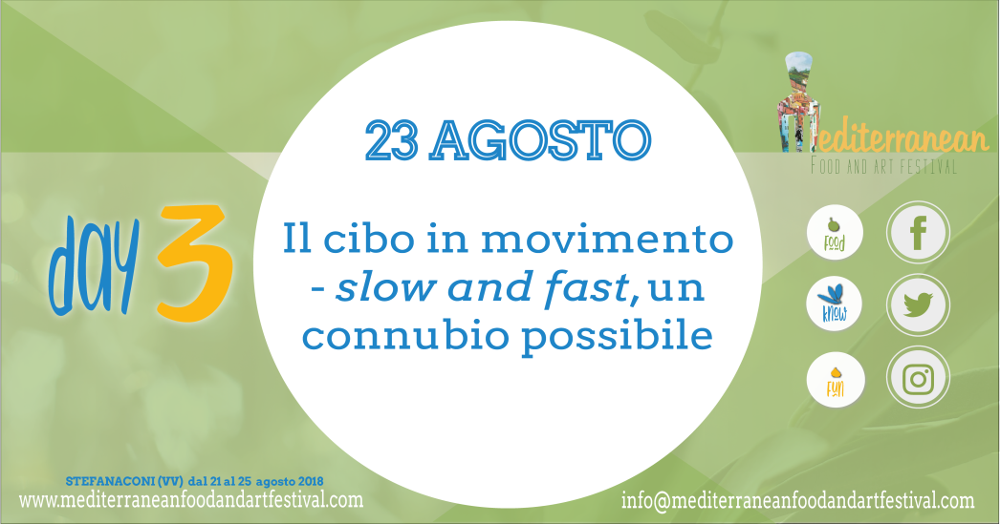 23 AGOSTO
Il cibo in movimento
- slow and fast, un
connubio possibile
day 3
Mediterranean
FOOD AND ART FESTIVAL
FOOD
KNOW
FUN
STEFANACONI (VV) dal 21 al 25 agosto 2018
www.mediterraneanfoodandartfestival.com
info@mediterraneanfoodandartfestival.com